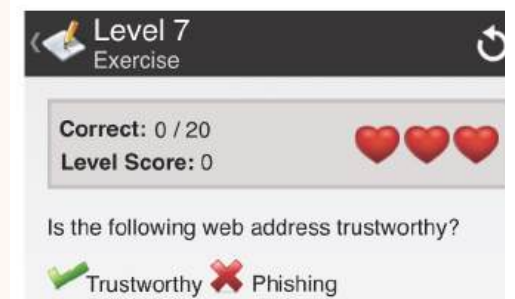 Level 7
Exercise
Correct: 0 / 20
Level Score: 0
Is the following web address trustworthy?
Trustworthy Phishing